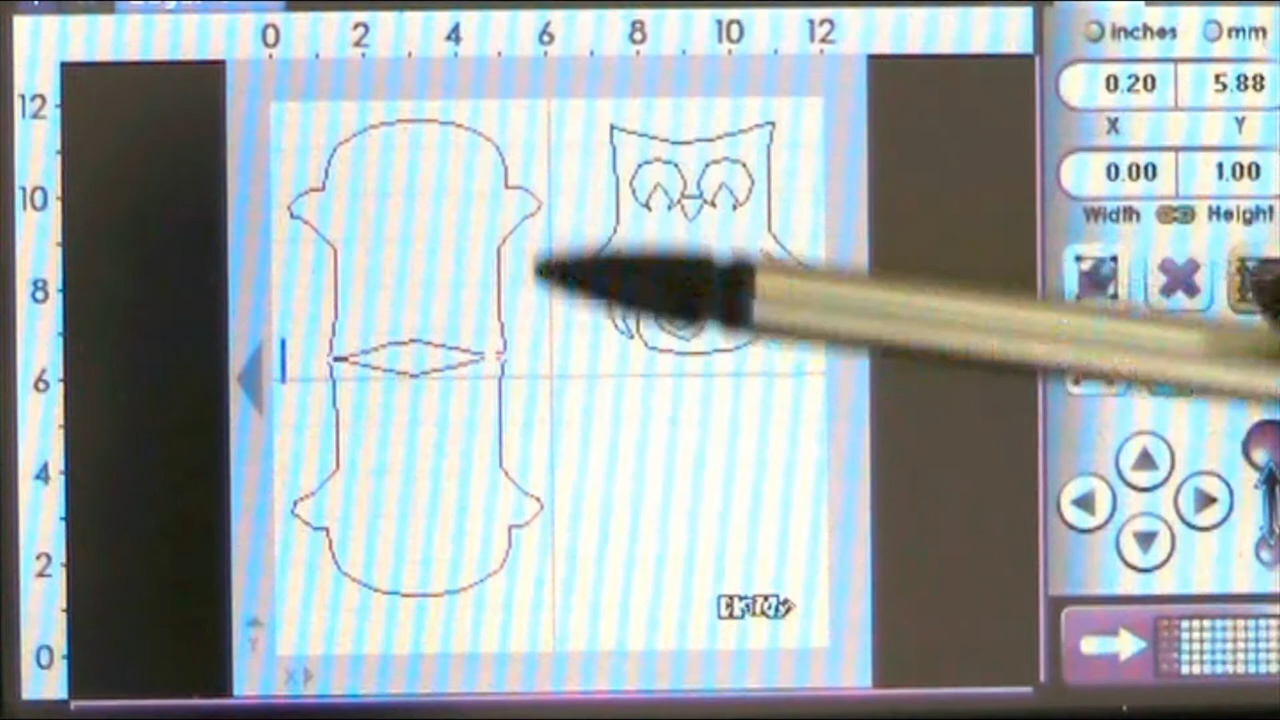 inches mm
0 2 4 6 8 10 12
12
10
8
6
4
2
0
0.20 5.88
X Y
0.00 1.00
Width Height
Y
X